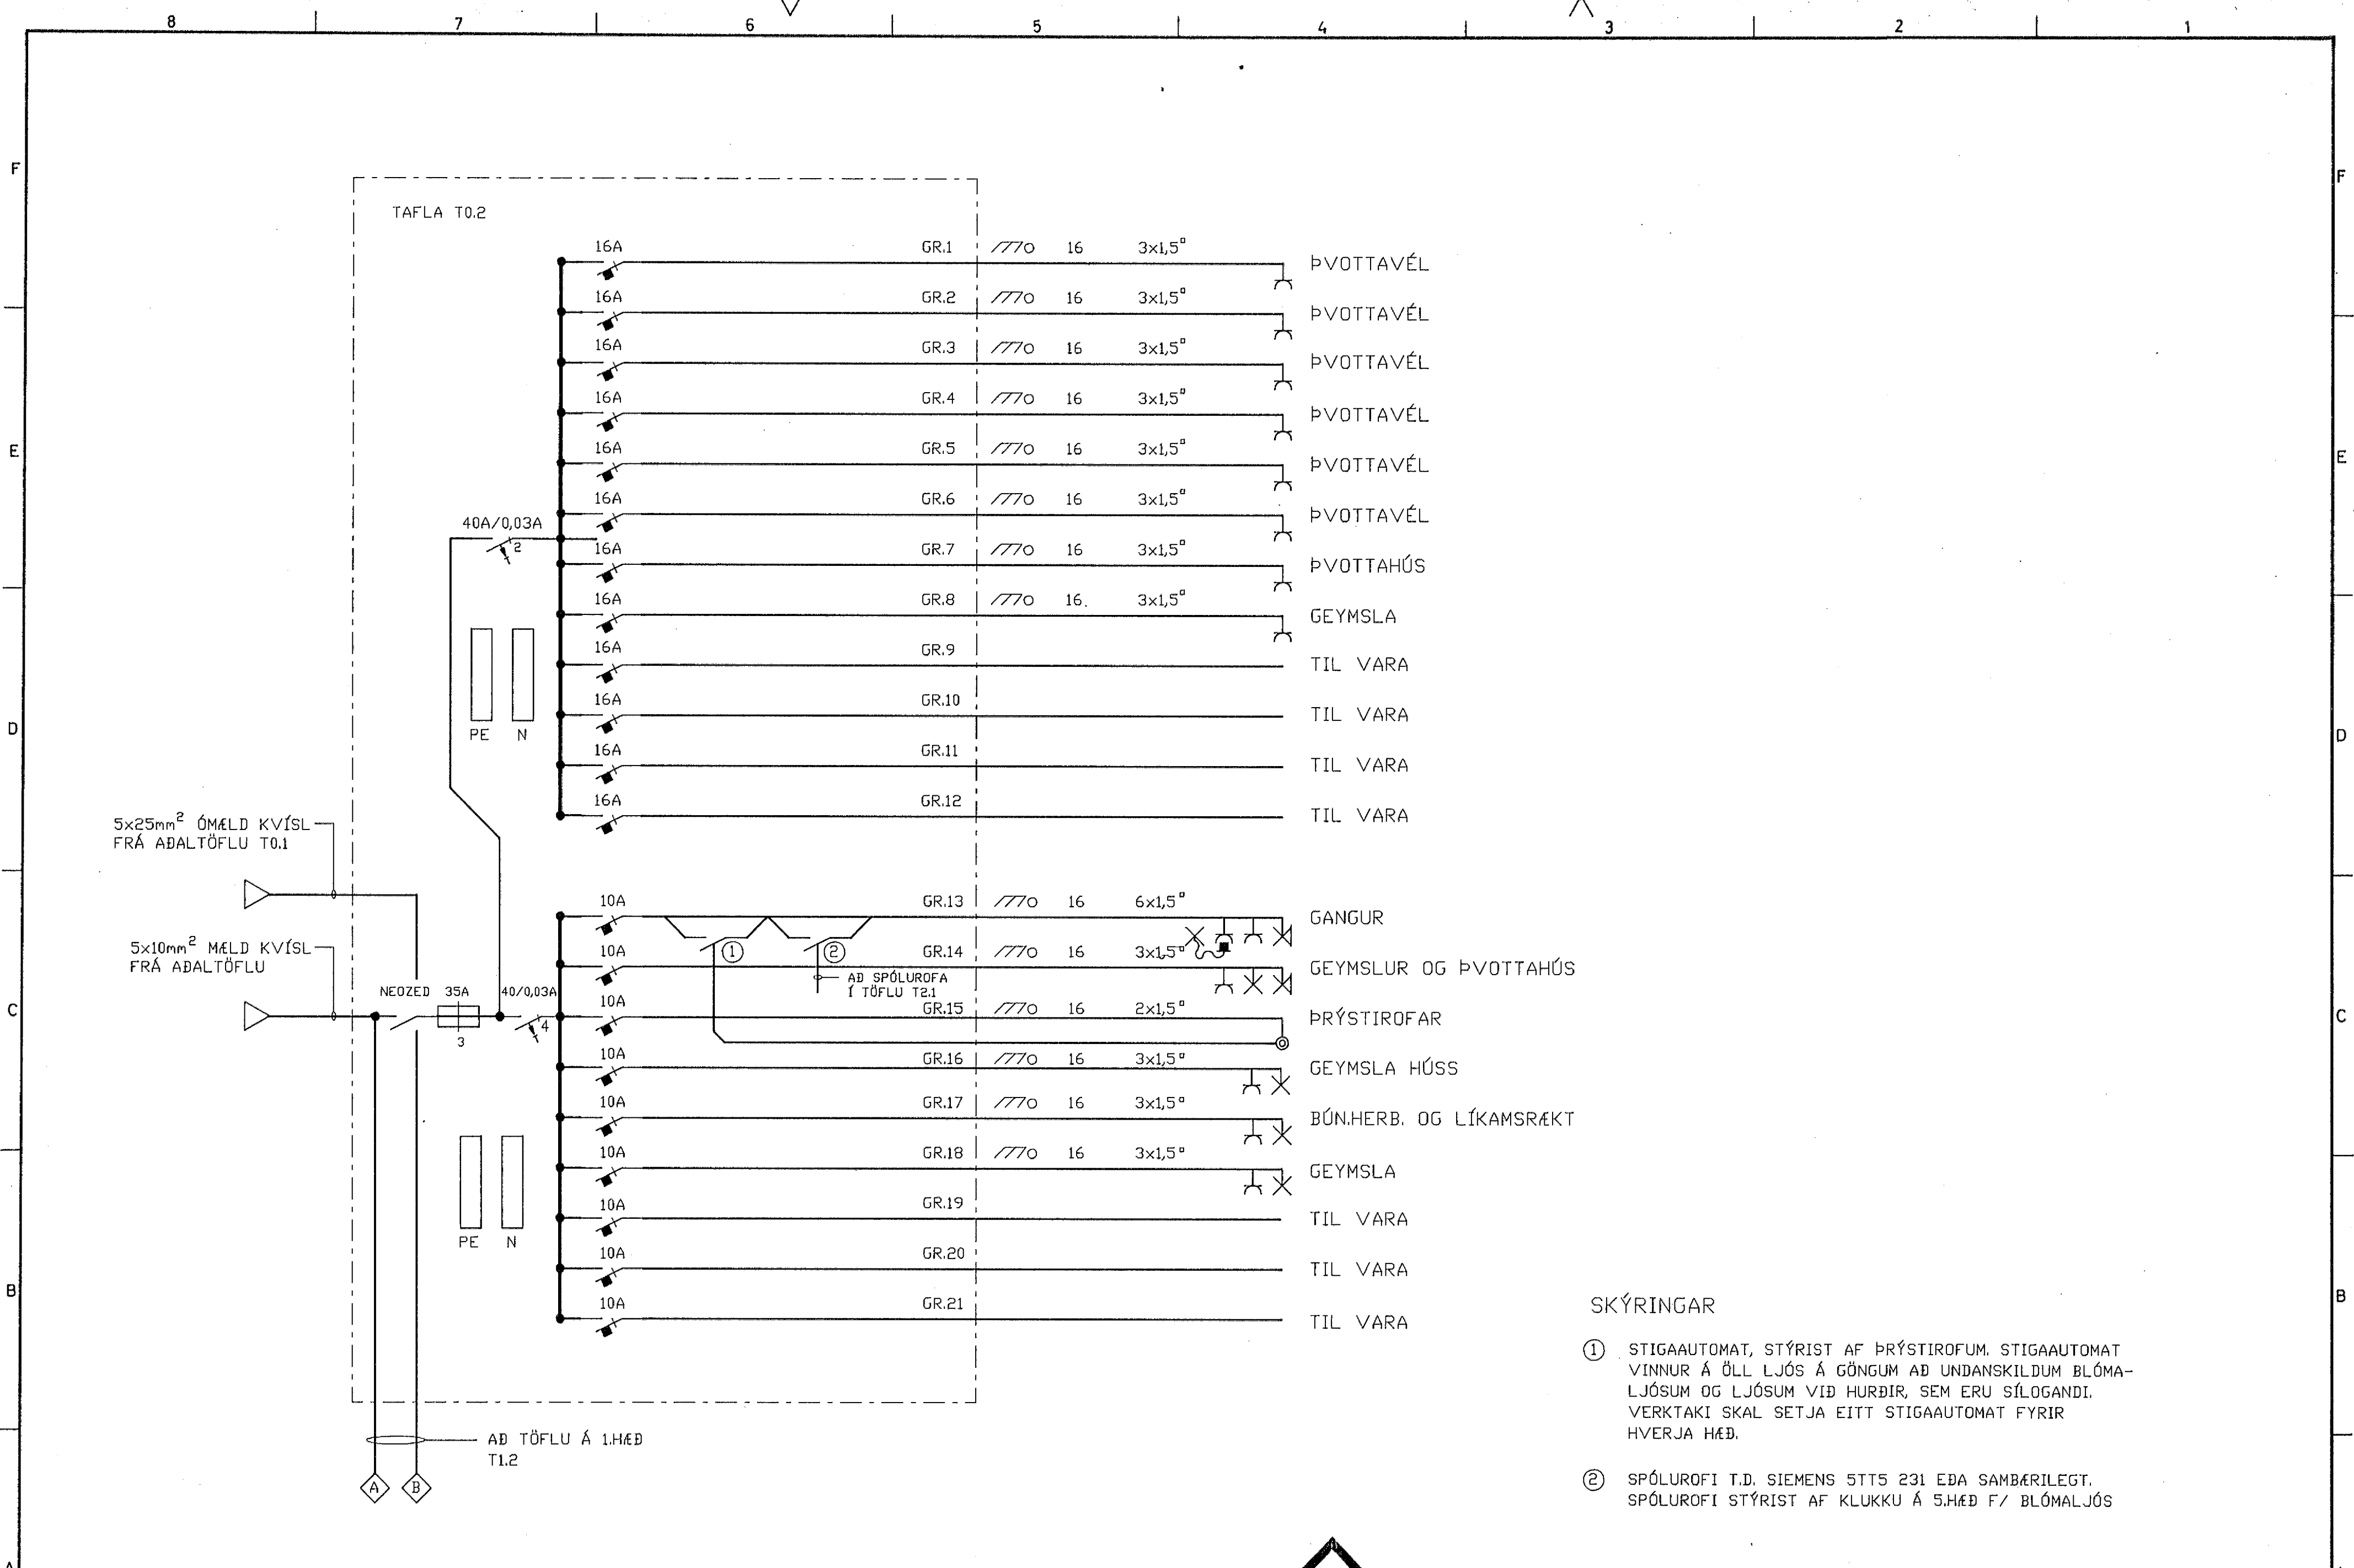 8 7 6 5 4 3 2 1
F F
TAFLA T0.2
16A GR.1 16 3x1,5▫ ÞVOTTAVÉL
16A GR.2 16 3x1,5▫ ÞVOTTAVÉL
16A GR.3 16 3x1,5▫ ÞVOTTAVÉL
16A GR.4 16 3x1,5▫ ÞVOTTAVÉL
E E
16A GR.5 16 3x1,5▫ ÞVOTTAVÉL
16A GR.6 16 3x1,5▫ ÞVOTTAVÉL
40A/0,03A
2
16A GR.7 16 3x1,5▫ ÞVOTTAHÚS
16A GR.8 16 3x1,5▫ GEYMSLA
16A GR.9 TIL VARA
16A GR.10 TIL VARA
PE N
D D
16A GR.11 TIL VARA
16A GR.12 TIL VARA
5x25mm² ÓMÆLD KVÍSL
FRÁ AÐALTÖFLU T0.1
10A GR.13 16 6x1,5▫ GANGUR
5x10mm² MÆLD KVÍSL
FRÁ AÐALTÖFLU
1 2
10A GR.14 16 3x1,5▫ GEYMSLUR OG ÞVOTTAHÚS
AÐ SPÓLUROFA
Í TÖFLU T2.1
NEOZED 35A 40/0,03A
3 4
C C
10A GR.15 16 2x1,5▫ ÞRÝSTIROFAR
10A GR.16 16 3x1,5▫ GEYMSLA HÚSS
10A GR.17 16 3x1,5▫ BÚN.HERB. OG LÍKAMSRÆKT
10A GR.18 16 3x1,5▫ GEYMSLA
10A GR.19 TIL VARA
PE N
10A GR.20 TIL VARA
B B
10A GR.21 TIL VARA
SKÝRINGAR
1 STIGAAUTOMAT, STÝRIST AF ÞRÝSTIROFUM. STIGAAUTOMAT
VINNUR Á ÖLL LJÓS Á GÖNGUM AÐ UNDANSKILDUM BLÓMA-
LJÓSUM OG LJÓSUM VIÐ HURÐIR, SEM ERU SÍLOGANDI.
VERKTAKI SKAL SETJA EITT STIGAAUTOMAT FYRIR
HVERJA HÆÐ.
AÐ TÖFLU Á 1.HÆÐ
T1.2
A B
2 SPÓLUROFI T.D. SIEMENS 5TT5 231 EÐA SAMBÆRILEGT.
SPÓLUROFI STÝRIST AF KLUKKU Á 5.HÆÐ F/ BLÓMALJÓS
A